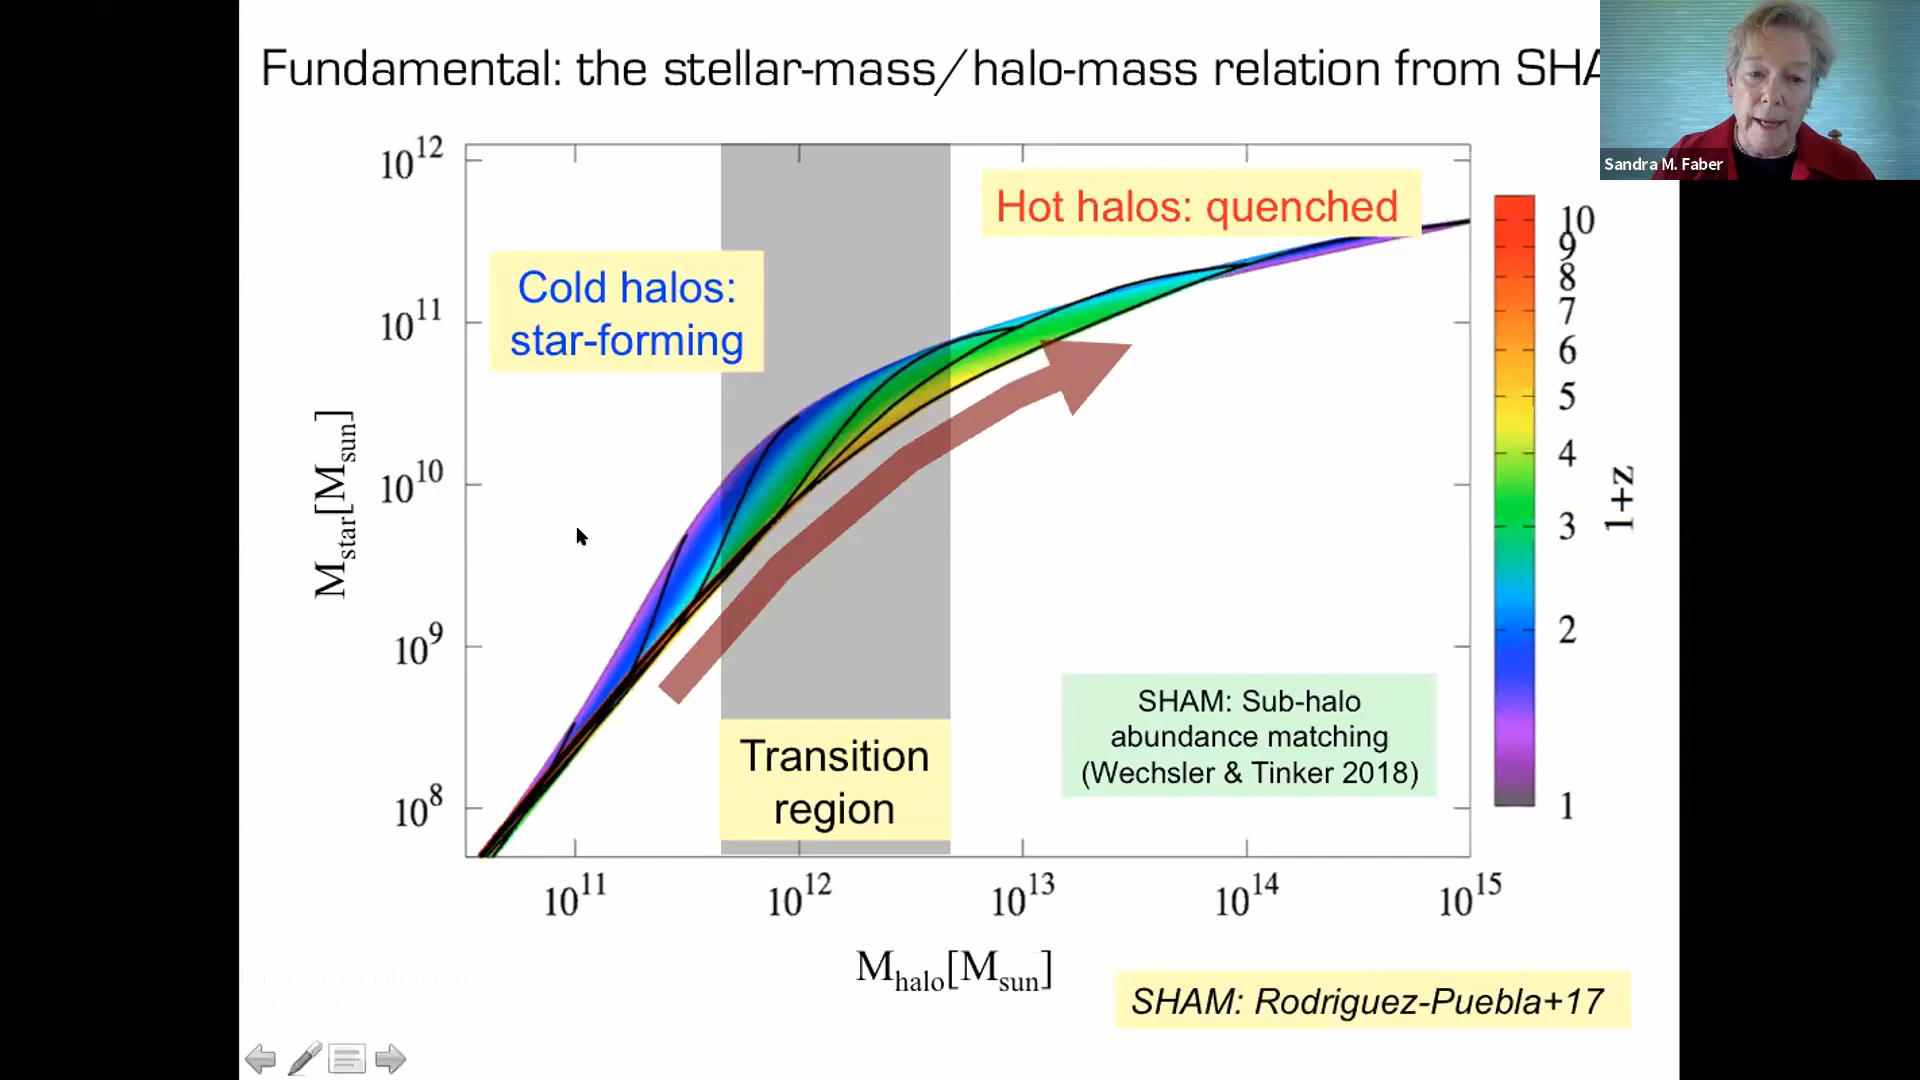 Fundamental: the stellar-mass/halo-mass relation from SHA
Sandra M. Faber
10^12
10^11
10^10
10^9
10^8
M_star[M_sun]
Cold halos:
star-forming
Hot halos: quenched
Transition
region
SHAM: Sub-halo
abundance matching
(Wechsler & Tinker 2018)
10
9
8
7
6
5
4
3
2
1
1+z
10^11
10^12
10^13
10^14
10^15
M_halo[M_sun]
SHAM: Rodriguez-Puebla+17